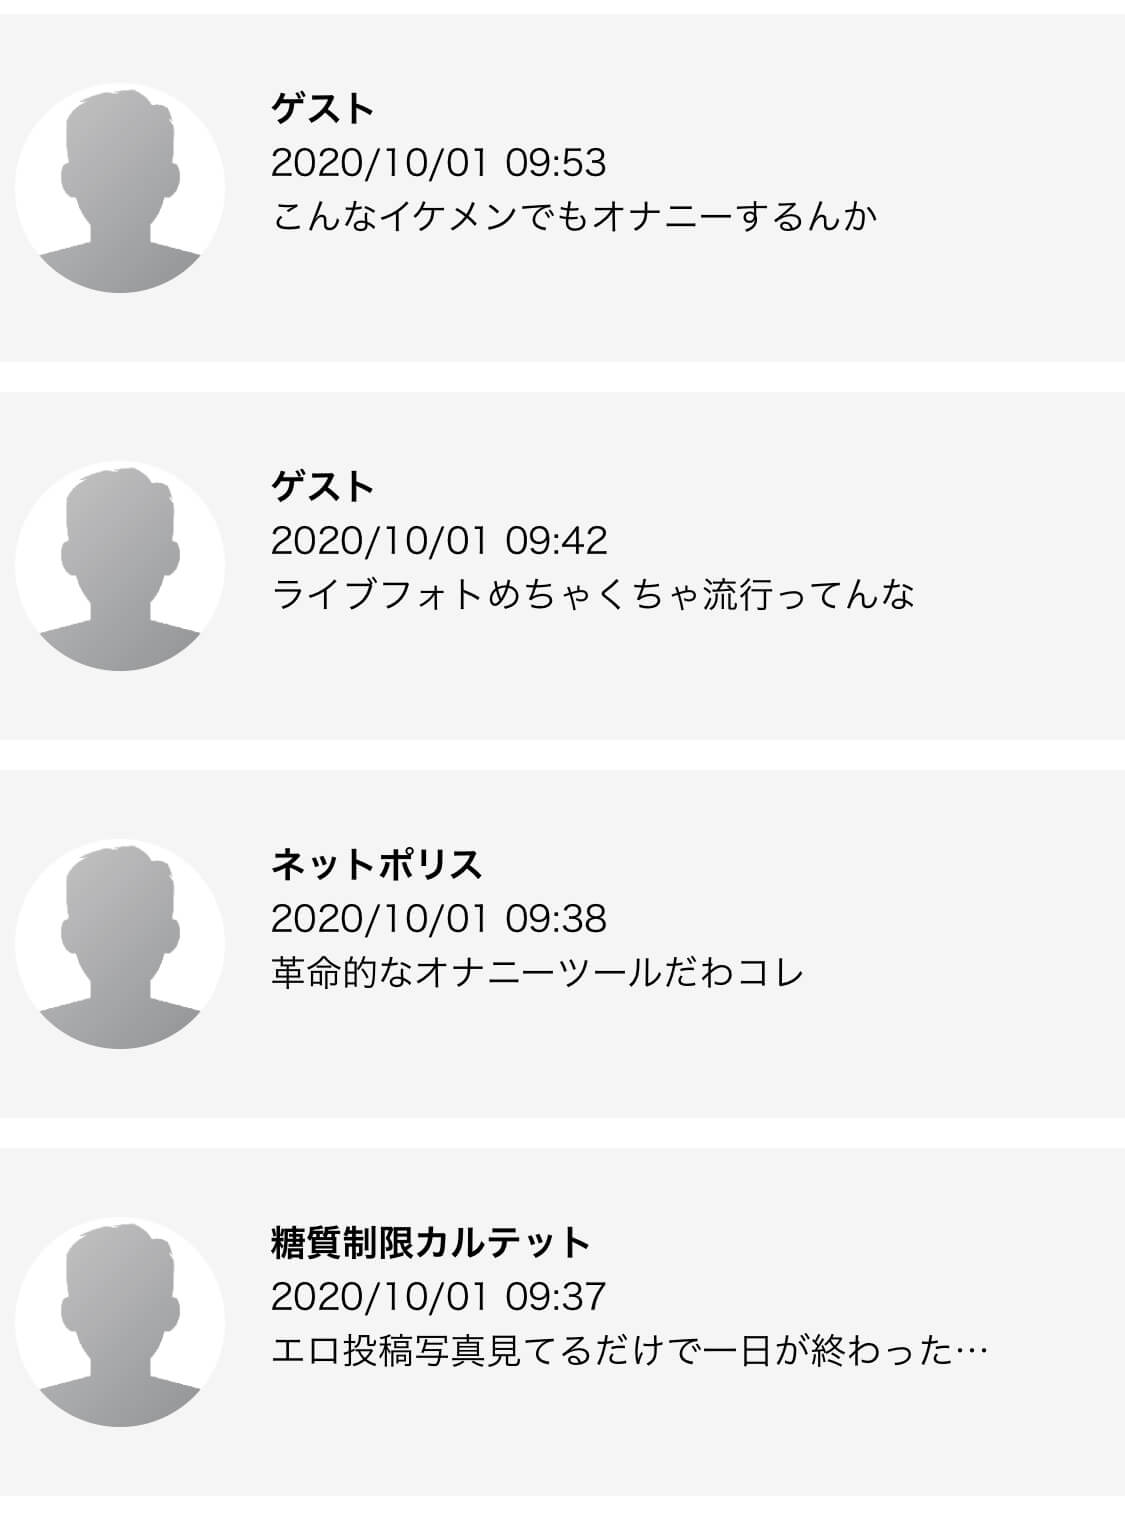 ゲスト
2020/10/01 09:53
こんなイケメンでもオナニーするんか
ゲスト
2020/10/01 09:42
ライブフォトめちゃくちゃ流行ってんな
ネットポリス
2020/10/01 09:38
革命的なオナニーツールだわコレ
糖質制限カルテット
2020/10/01 09:37
エロ投稿写真見てるだけで一日が終わった…